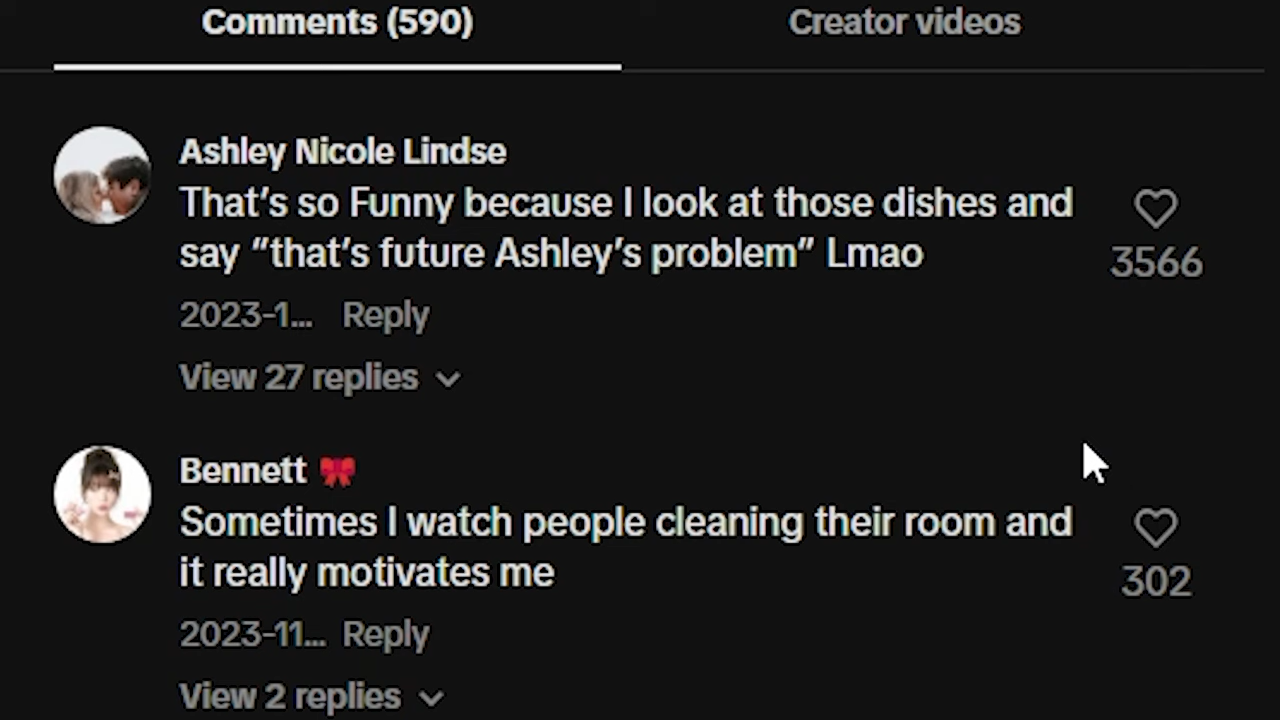 Comments (590)
Creator videos
Ashley Nicole Lindse
That’s so Funny because I look at those dishes and
say “that’s future Ashley’s problem” Lmao
3566
2023-1... Reply
View 27 replies
Bennett 🎀
Sometimes I watch people cleaning their room and
it really motivates me
302
2023-11... Reply
View 2 replies